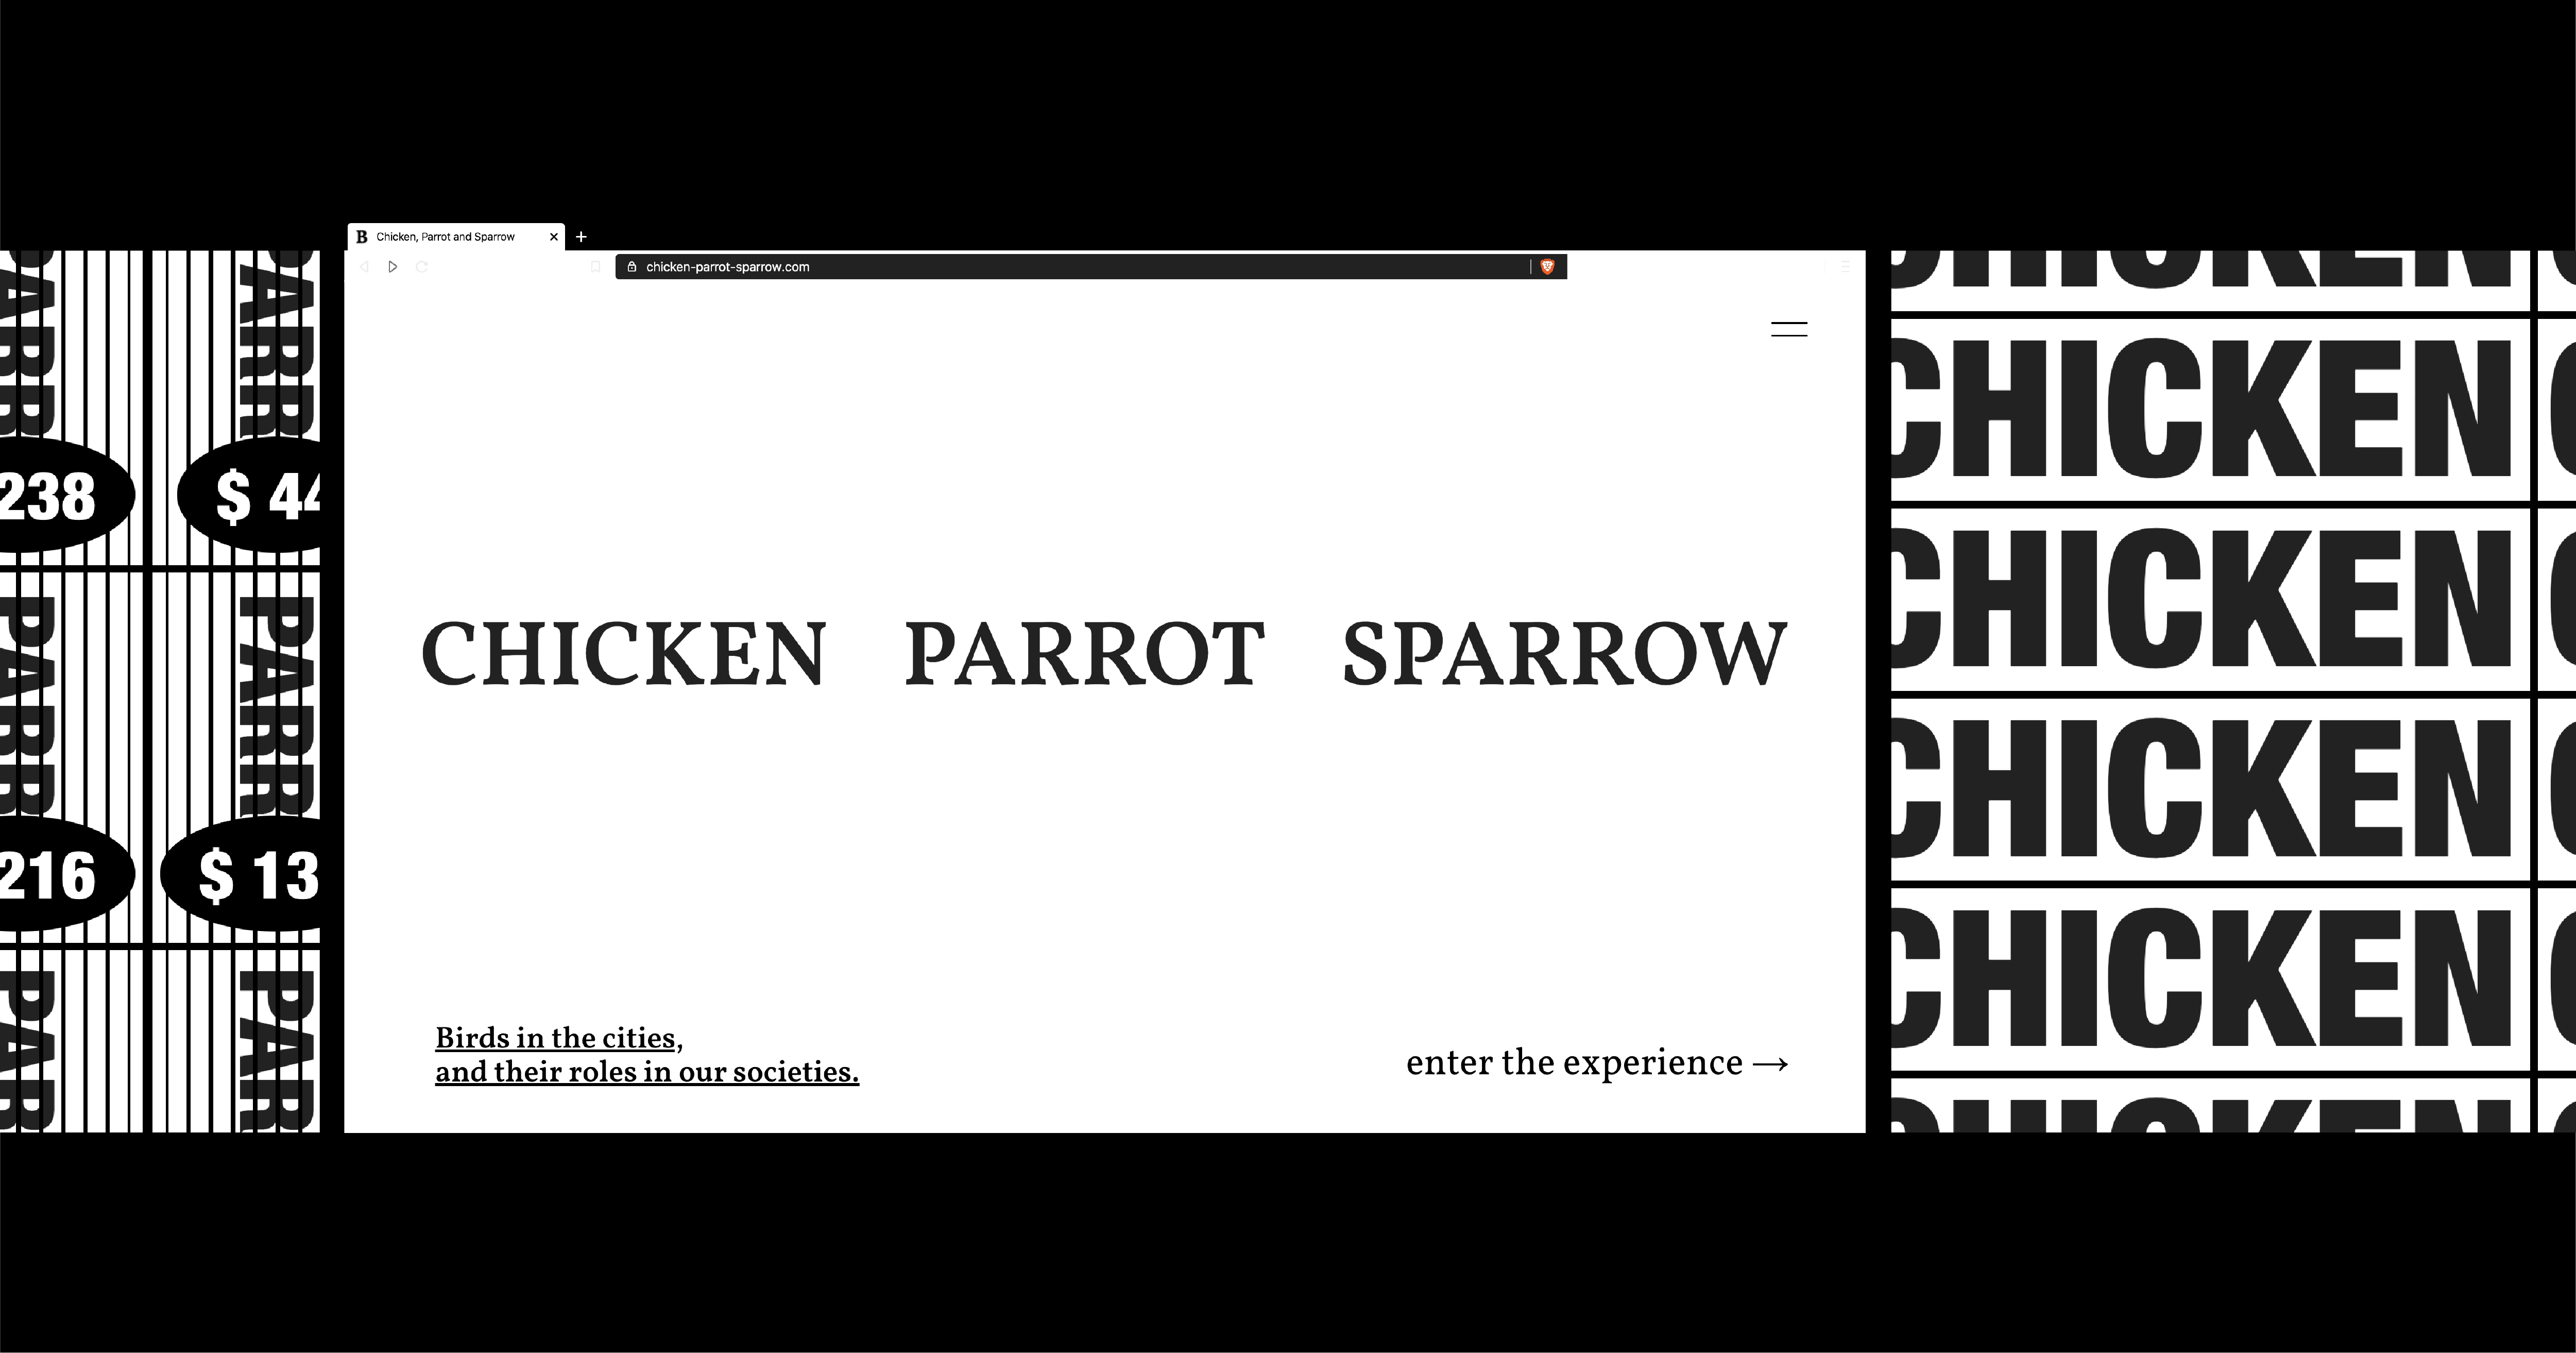 B Chicken, Parrot and Sparrow
chicken-parrot-sparrow.com
PARR
PARR
238
$ 44
PARR
PARR
216
$ 13
PAR
PAR
CHICKEN PARROT SPARROW
Birds in the cities,
and their roles in our societies.
enter the experience →
CHICKEN
CHICKEN
CHICKEN
CHICKEN
CHICKEN
CHICKEN